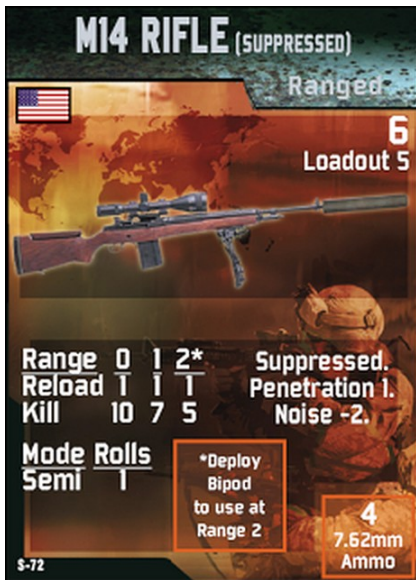 M14 RIFLE (SUPPRESSED)
Ranged
6
Loadout 5
Range 0 1 2*
Reload 1 1 1
Kill 10 7 5
Suppressed.
Penetration 1.
Noise -2.
Mode Rolls
Semi 1
*Deploy
Bipod
to use at
Range 2
4
7.62mm
Ammo
S-72